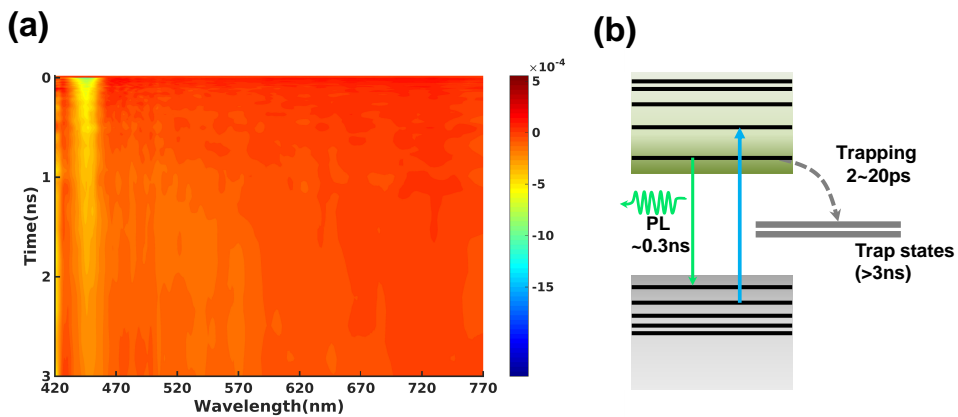 (a)
(b)
0
1
2
3
Time(ns)
420
470
520
570
620
670
720
770
Wavelength(nm)
×10⁻⁴
5
0
-5
-10
-15
Trapping
2~20ps
PL
~0.3ns
Trap states
(>3ns)